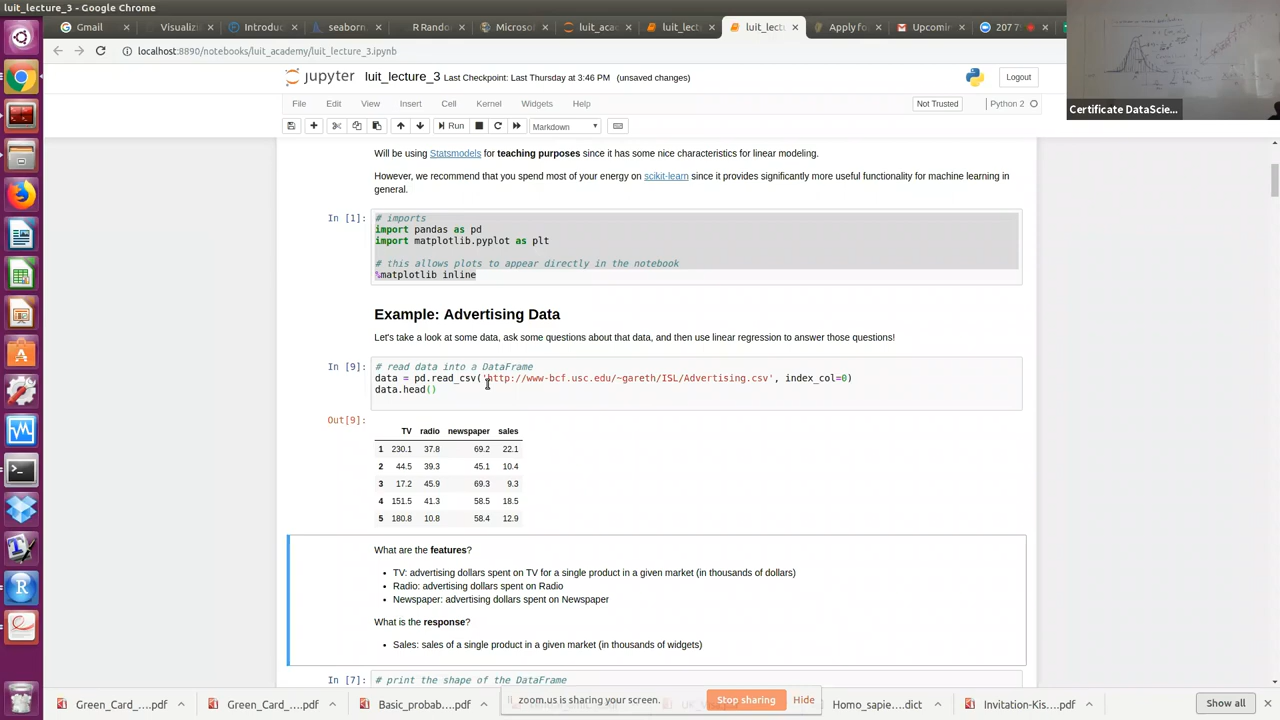 luit_lecture_3 - Google Chrome
Gmail
Visualizi
Introduc
seaborn
R Rando
Microso
luit_aca
luit_lect
luit_lect
Apply fo
Upcomin
207 7
localhost:8890/notebooks/luit_academy/luit_lecture_3.ipynb
jupyter luit_lecture_3 Last Checkpoint: Last Thursday at 3:46 PM (unsaved changes)
Logout
Certificate DataScie...
File Edit View Insert Cell Kernel Widgets Help
Not Trusted Python 2
Run Markdown
Will be using Statsmodels for teaching purposes since it has some nice characteristics for linear modeling.
However, we recommend that you spend most of your energy on scikit-learn since it provides significantly more useful functionality for machine learning in
general.
In [1]: # imports
import pandas as pd
import matplotlib.pyplot as plt
# this allows plots to appear directly in the notebook
%matplotlib inline
Example: Advertising Data
Let's take a look at some data, ask some questions about that data, and then use linear regression to answer those questions!
In [9]: # read data into a DataFrame
data = pd.read_csv('http://www-bcf.usc.edu/~gareth/ISL/Advertising.csv', index_col=0)
data.head()
Out[9]:
TV radio newspaper sales
1 230.1 37.8 69.2 22.1
2 44.5 39.3 45.1 10.4
3 17.2 45.9 69.3 9.3
4 151.5 41.3 58.5 18.5
5 180.8 10.8 58.4 12.9
What are the features?
• TV: advertising dollars spent on TV for a single product in a given market (in thousands of dollars)
• Radio: advertising dollars spent on Radio
• Newspaper: advertising dollars spent on Newspaper
What is the response?
• Sales: sales of a single product in a given market (in thousands of widgets)
In [7]: # print the shape of the DataFrame
zoom.us is sharing your screen. Stop sharing Hide
Green_Card_....pdf
Green_Card_....pdf
Basic_probab....pdf
Homo_sapie....dict
Invitation-Kis....pdf
Show all